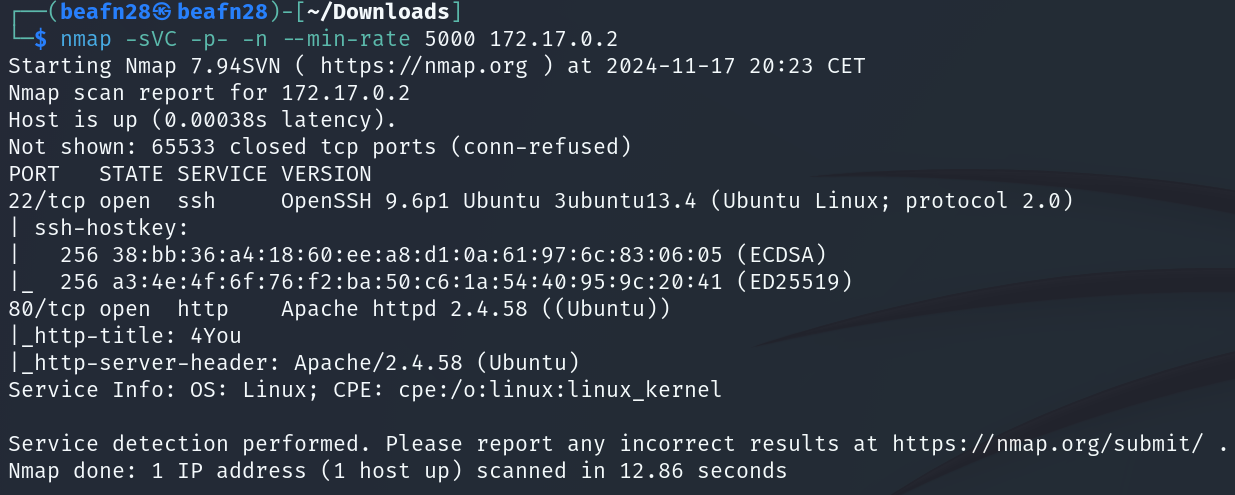 ┌──(beafn28㉿beafn28)-[~/Downloads]
└─$ nmap -sVC -p- -n --min-rate 5000 172.17.0.2
Starting Nmap 7.94SVN ( https://nmap.org ) at 2024-11-17 20:23 CET
Nmap scan report for 172.17.0.2
Host is up (0.00038s latency).
Not shown: 65533 closed tcp ports (conn-refused)
PORT   STATE SERVICE VERSION
22/tcp open  ssh     OpenSSH 9.6p1 Ubuntu 3ubuntu13.4 (Ubuntu Linux; protocol 2.0)
| ssh-hostkey:
|   256 38:bb:36:a4:18:60:ee:a8:d1:0a:61:97:6c:83:06:05 (ECDSA)
|_  256 a3:4e:4f:6f:76:f2:ba:50:c6:1a:54:40:95:9c:20:41 (ED25519)
80/tcp open  http    Apache httpd 2.4.58 ((Ubuntu))
|_http-title: 4You
|_http-server-header: Apache/2.4.58 (Ubuntu)
Service Info: OS: Linux; CPE: cpe:/o:linux:linux_kernel

Service detection performed. Please report any incorrect results at https://nmap.org/submit/ .
Nmap done: 1 IP address (1 host up) scanned in 12.86 seconds